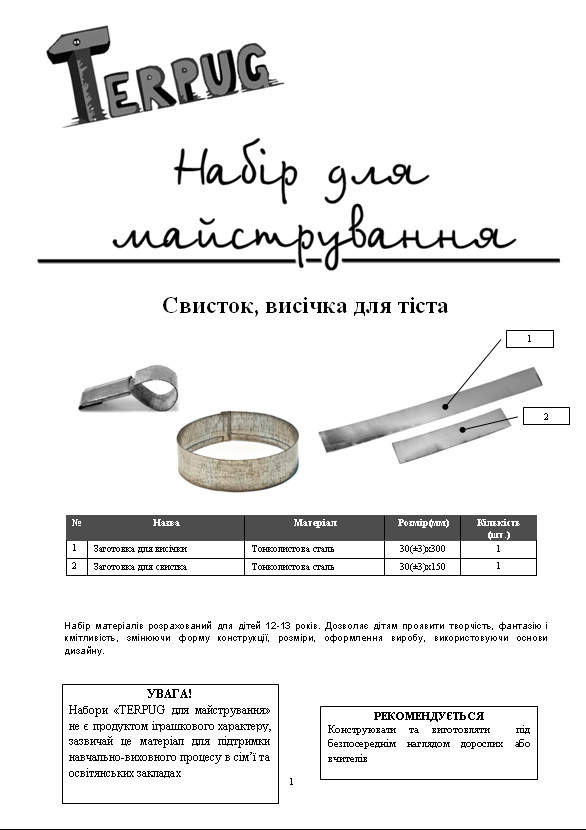 TERPUG
Набір для
майстрування
Свисток, висічка для тіста
1
2
№ Назва Матеріал Розмір(мм) Кількість
(шт.)
1 Заготовка для висічки Тонколистова сталь 30(±3)х300 1
2 Заготовка для свистка Тонколистова сталь 30(±3)х150 1
Набір матеріалів розрахований для дітей 12-13 років. Дозволяє дітям проявити творчість, фантазію і
кмітливість, змінюючи форму конструкції, розміри, оформлення виробу, використовуючи основи
дизайну.
УВАГА!
Набори «TERPUG для майстрування»
не є продуктом іграшкового характеру,
зазвичай це матеріал для підтримки
навчально-виховного процесу в сім’ї та
освітянських закладах
РЕКОМЕНДУЄТЬСЯ
Конструювати та виготовляти під
безпосереднім наглядом дорослих або
вчителів
1